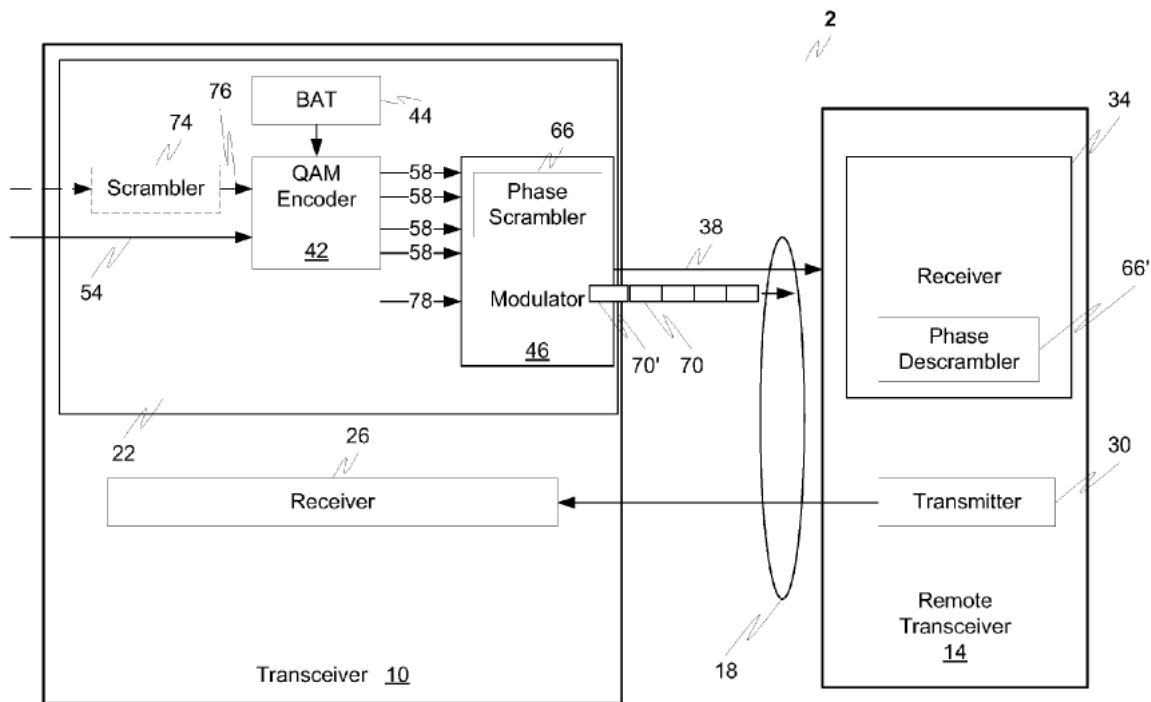 2
76
BAT
44
34
74
66
Scrambler
QAM
Encoder
42
58
58
58
58
Phase
Scrambler
38
54
78
Modulator
46
70'
70
Receiver
66'
Phase
Descrambler
22
26
Receiver
30
Transmitter
18
Remote
Transceiver
14
Transceiver 10